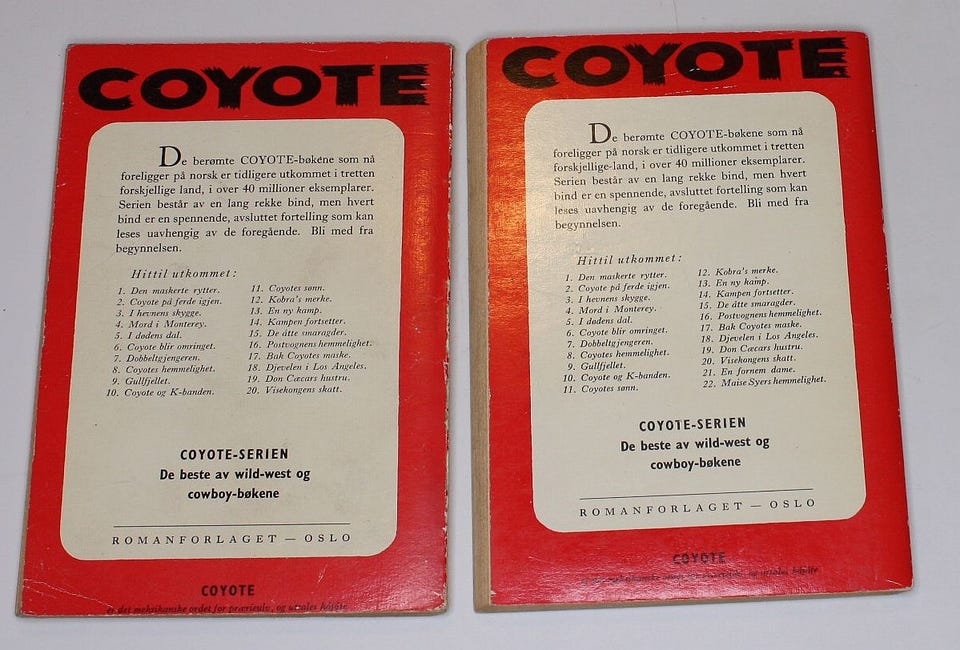 COYOTE
De berømte COYOTE-bøkene som nå
foreligger på norsk er tidligere utkommet i tretten
forskjellige land, i over 40 millioner eksemplarer.
Serien består av en lang rekke bind, men hvert
bind er en spennende, avsluttet fortelling som kan
leses uavhengig av de foregående. Bli med fra
begynnelsen.
Hittil utkommet:
1. Den maskerte rytter.
2. Coyote på ferde igjen.
3. I hevnens skygge.
4. Mord i Monterey.
5. I dødens dal.
6. Coyote blir omringet.
7. Dobbeltgjengeren.
8. Coyotes hemmelighet.
9. Gullfjellet.
10. Coyote og K-banden.
11. Coyotes sønn.
12. Kobra's merke.
13. En ny kamp.
14. Kampen fortsetter.
15. De åtte smaragder.
16. Postvognens hemmelighet.
17. Bak Coyotes maske.
18. Djevelen i Los Angeles.
19. Don Cæcars hustru.
20. Visekongens skatt.
COYOTE-SERIEN
De beste av wild-west og
cowboy-bøkene
ROMANFORLAGET — OSLO
COYOTE
er det meksikanske ordet for prærieulv, og uttales
COYOTE
De berømte COYOTE-bøkene som nå
foreligger på norsk er tidligere utkommet i tretten
forskjellige land, i over 40 millioner eksemplarer.
Serien består av en lang rekke bind, men hvert
bind er en spennende, avsluttet fortelling som kan
leses uavhengig av de foregående. Bli med fra
begynnelsen.
Hittil utkommet:
1. Den maskerte rytter.
2. Coyote på ferde igjen.
3. I hevnens skygge.
4. Mord i Monterey.
5. I dødens dal.
6. Coyote blir omringet.
7. Dobbeltgjengeren.
8. Coyotes hemmelighet.
9. Gullfjellet.
10. Coyote og K-banden.
11. Coyotes sønn.
12. Kobra's merke.
13. En ny kamp.
14. Kampen fortsetter.
15. De åtte smaragder.
16. Postvognens hemmelighet.
17. Bak Coyotes maske.
18. Djevelen i Los Angeles.
19. Don Cæcars hustru.
20. Visekongens skatt.
21. En fornem dame.
22. Maise Syers hemmelighet.
COYOTE-SERIEN
De beste av wild-west og
cowboy-bøkene
ROMANFORLAGET — OSLO
COYOTE
og uttales